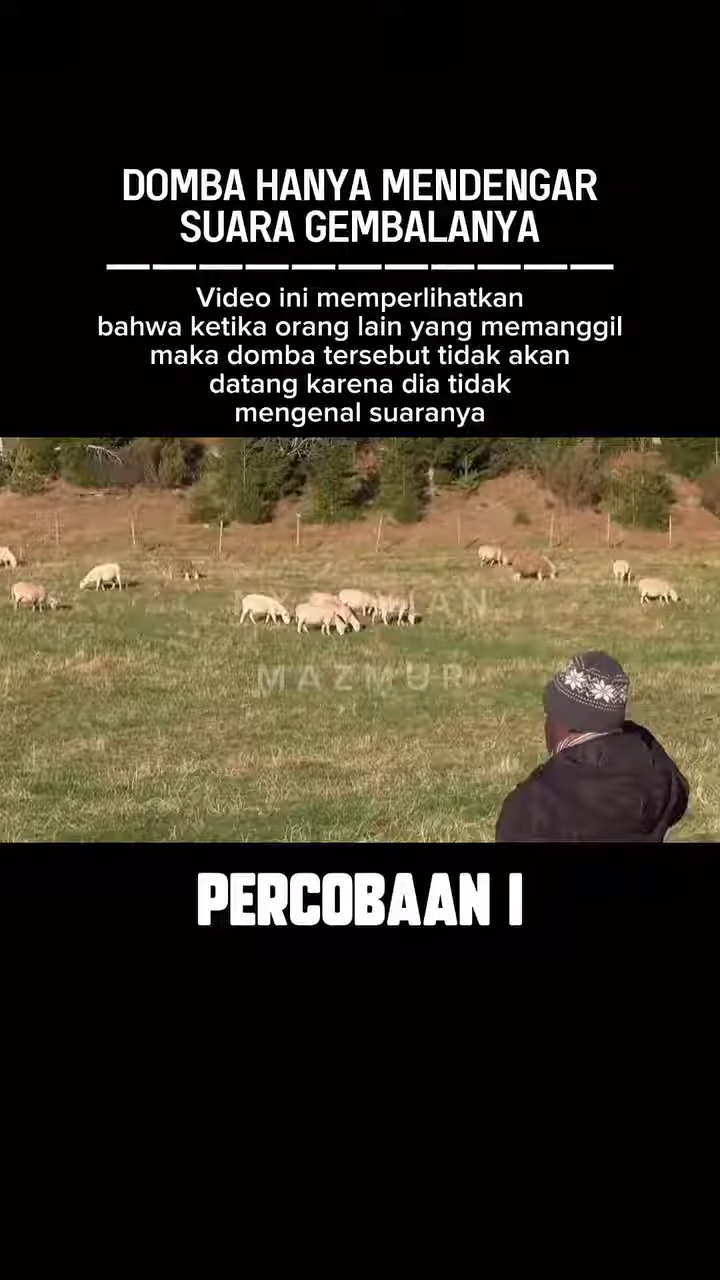 DOMBA HANYA MENDENGAR
SUARA GEMBALANYA
Video ini memperlihatkan
bahwa ketika orang lain yang memanggil
maka domba tersebut tidak akan
datang karena dia tidak
mengenal suaranya
MAZMUR
PERCOBAAN I